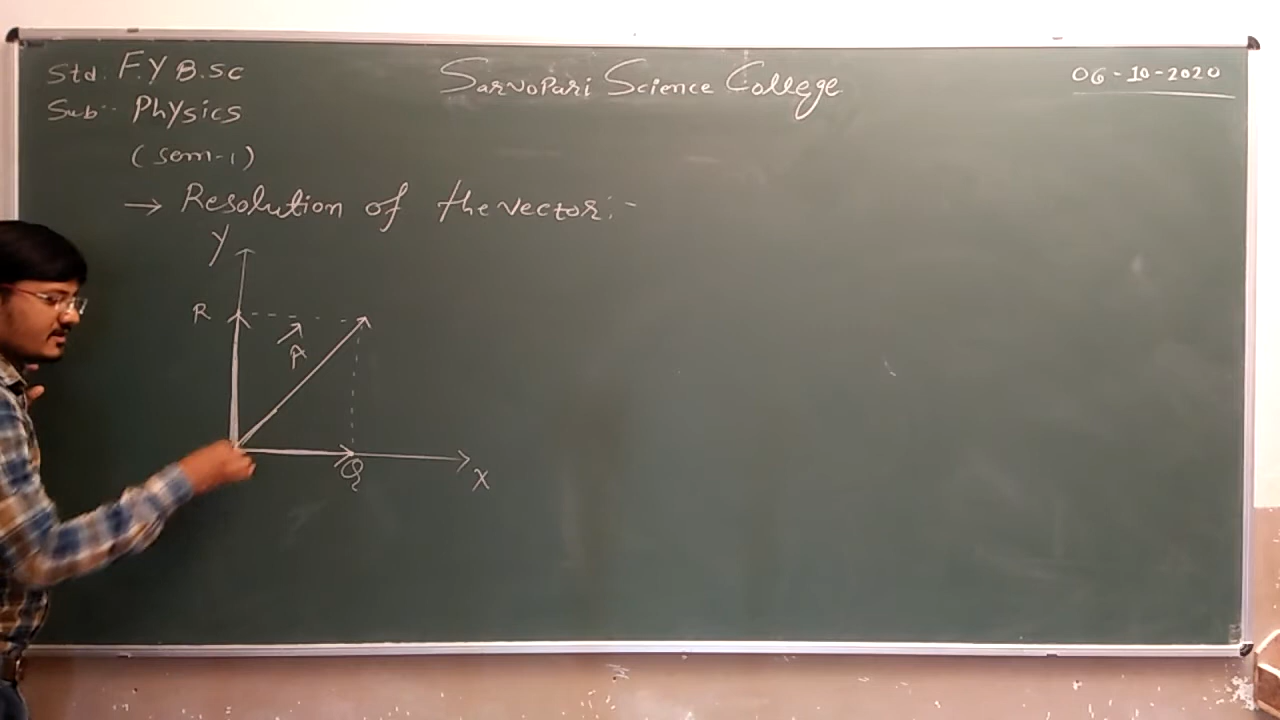 Std. F.Y B.Sc
Sarvopari Science College
06-10-2020
Sub:- Physics
(sem-1)
→ Resolution of the vector:-
Y
R
A
Q
X